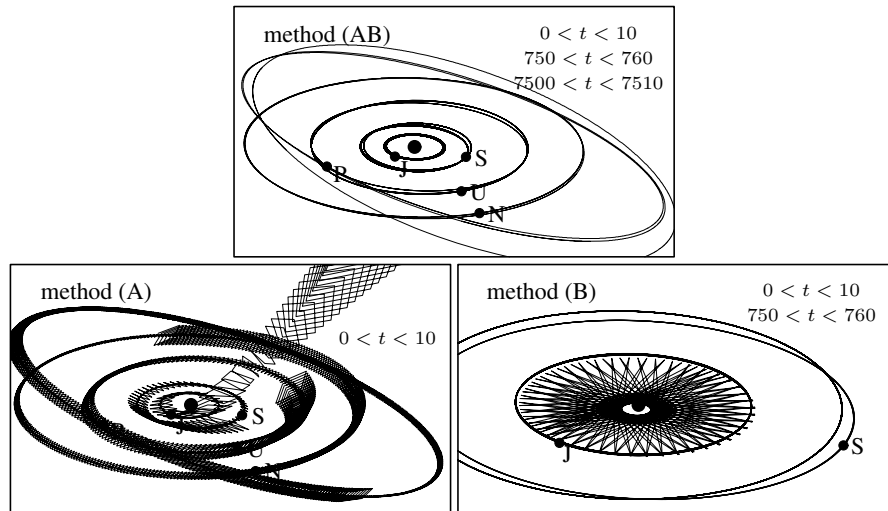 method (AB)
0 < t < 10
750 < t < 760
7500 < t < 7510
J
S
P
U
N
method (A)
0 < t < 10
J
S
U
N
method (B)
0 < t < 10
750 < t < 760
J
S